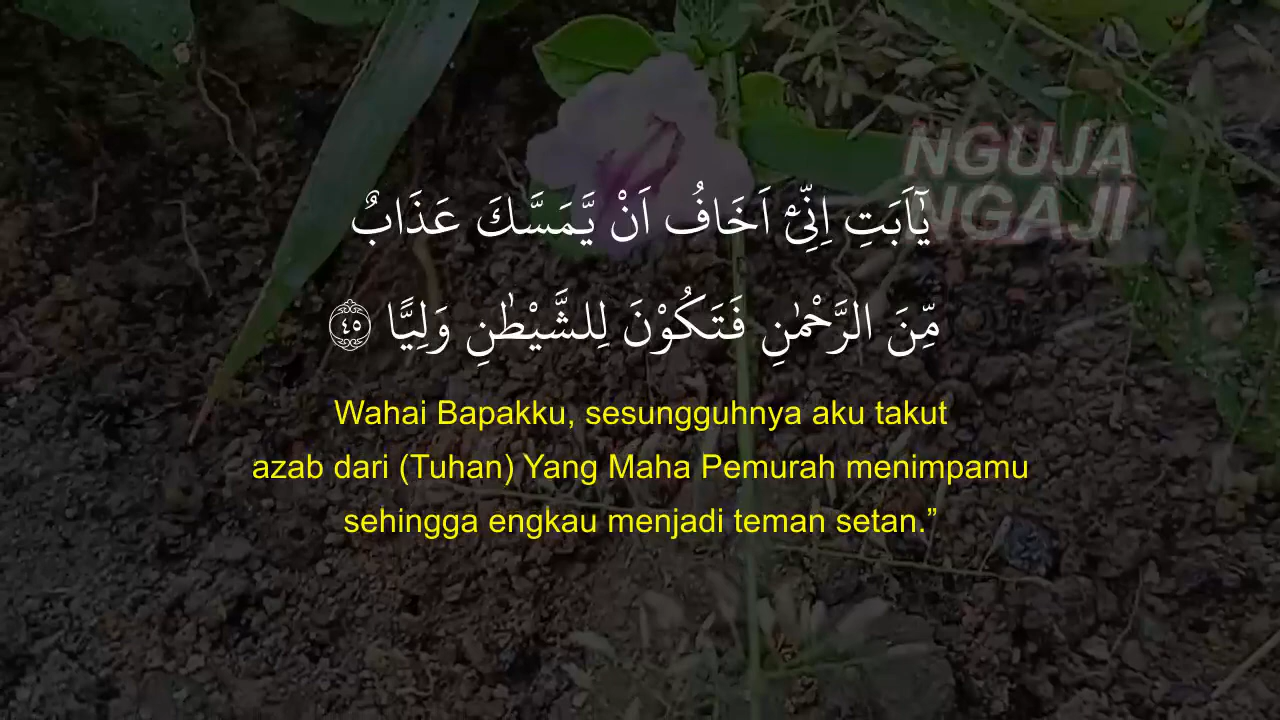 NGUJA
NGAJI
يٰٓاَبَتِ اِنِّيْٓ اَخَافُ اَنْ يَّمَسَّكَ عَذَابٌ
مِّنَ الرَّحْمٰنِ فَتَكُوْنَ لِلشَّيْطٰنِ وَلِيًّا ٤٥
Wahai Bapakku, sesungguhnya aku takut
azab dari (Tuhan) Yang Maha Pemurah menimpamu
sehingga engkau menjadi teman setan.”